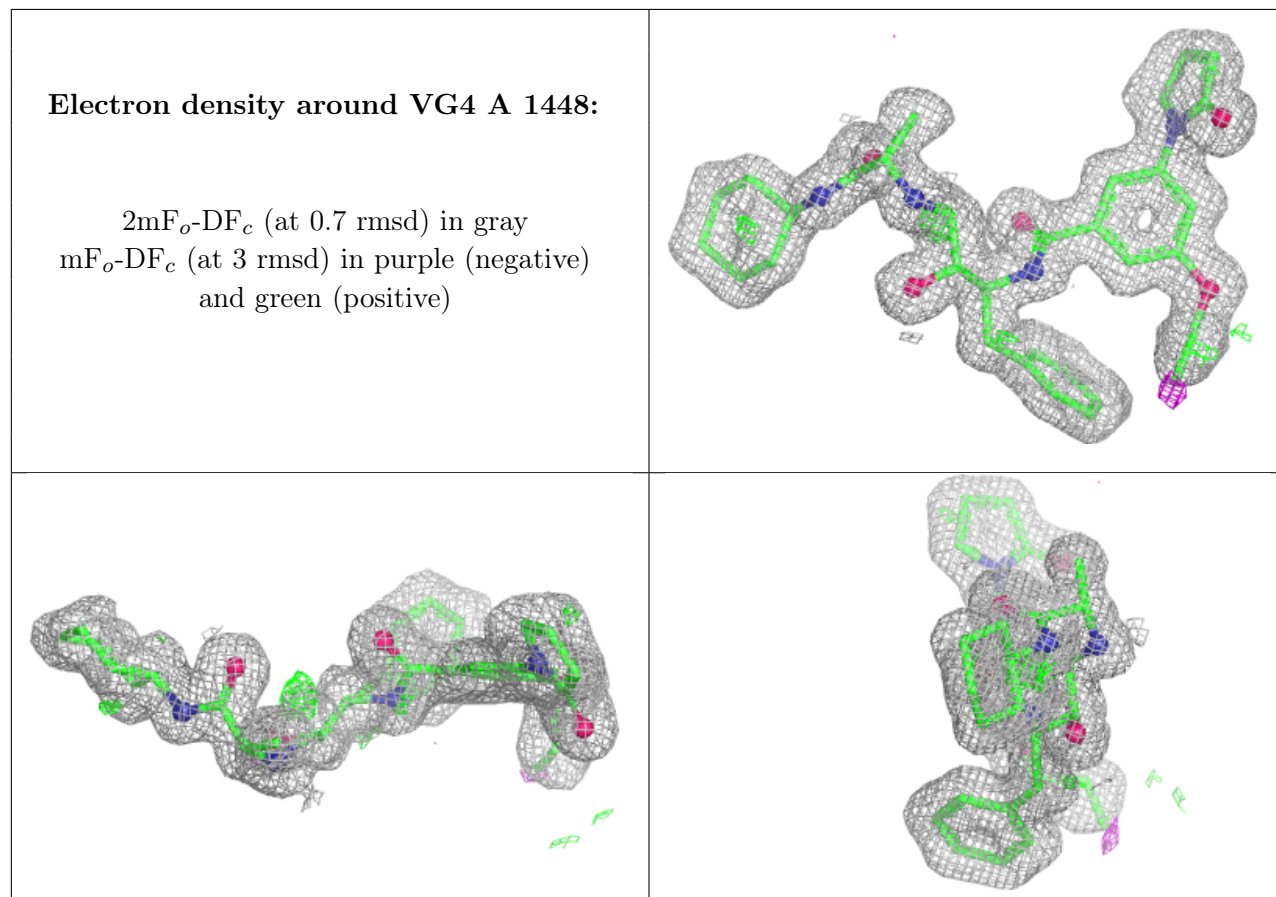 Electron density around VG4 A 1448:
2mFo-DFc (at 0.7 rmsd) in gray
mFo-DFc (at 3 rmsd) in purple (negative)
and green (positive)